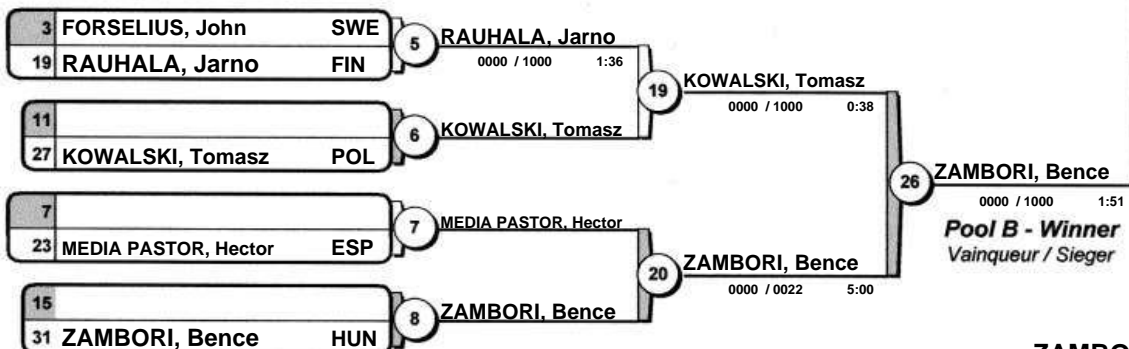 3 FORSELIUS, John SWE
19 RAUHALA, Jarno FIN
5
RAUHALA, Jarno
0000 / 1000 1:36
11
27 KOWALSKI, Tomasz POL
6
KOWALSKI, Tomasz
19
KOWALSKI, Tomasz
0000 / 1000 0:38
7
23 MEDIA PASTOR, Hector ESP
7
MEDIA PASTOR, Hector
15
31 ZAMBORI, Bence HUN
8
ZAMBORI, Bence
20
ZAMBORI, Bence
0000 / 0022 5:00
26
ZAMBORI, Bence
0000 / 1000 1:51
Pool B - Winner
Vainqueur / Sieger